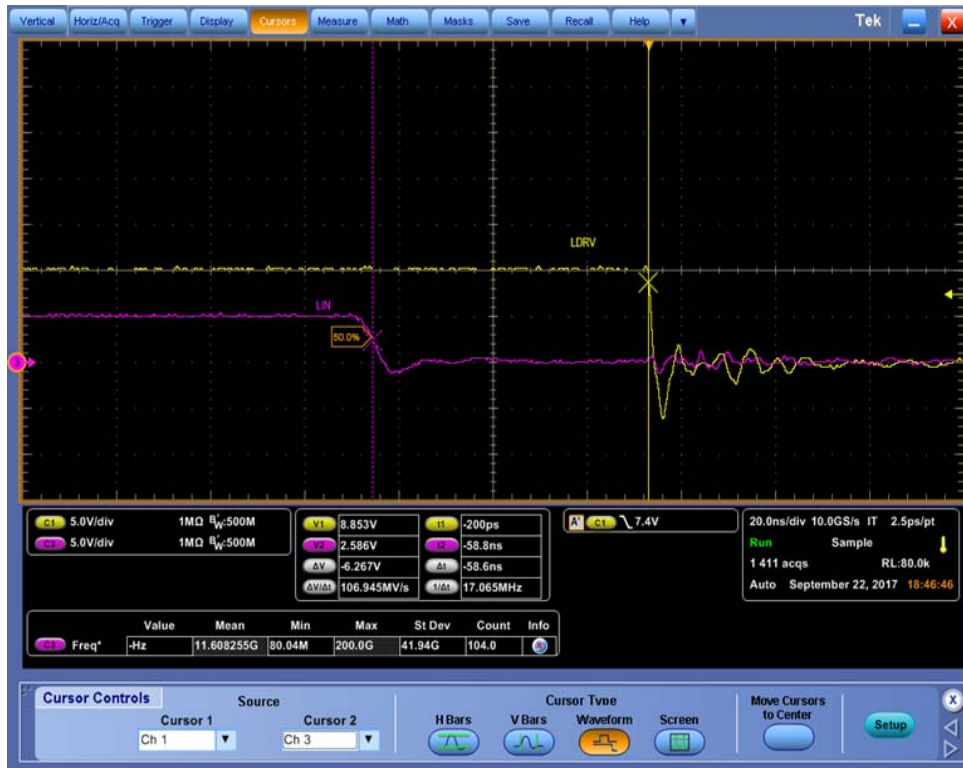 Vertical Horiz/Acq Trigger Display Cursors Measure Math Masks Save Recall Help Tek X
LDRV
LIN
50.0%
3
C1 5.0V/div 1MΩ BW:500M
C3 5.0V/div 1MΩ BW:500M
V1 8.853V t1 -200ps
V2 2.586V t2 -58.8ns
ΔV -6.267V Δt -58.6ns
ΔV/Δt 106.945MV/s 1/Δt 17.065MHz
A' C1 7.4V
20.0ns/div 10.0GS/s IT 2.5ps/pt
Run Sample
1 411 acqs RL:80.0k
Auto September 22, 2017 18:46:46
Value Mean Min Max St Dev Count Info
C3 Freq* -Hz 11.608255G 80.04M 200.0G 41.94G 104.0
Cursor Controls
Source
Cursor 1 Cursor 2
Ch 1 Ch 3
Cursor Type
H Bars V Bars Waveform Screen
Move Cursors
to Center
Setup
X